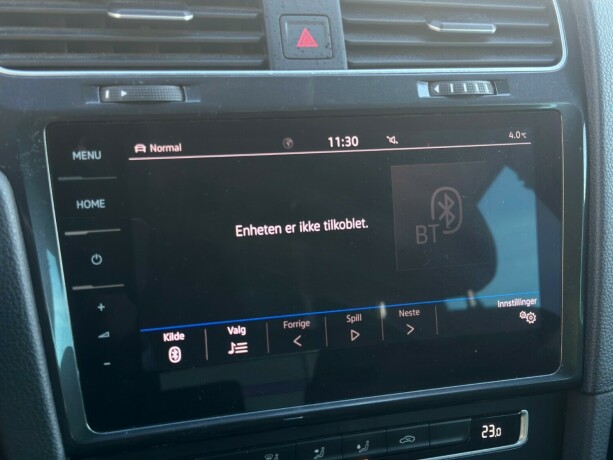 MENU
Normal
11:30
4.0°C
HOME
BT
Enheten er ikke tilkoblet.
+
-
Kilde
Valg
Forrige
Spill
Neste
Innstillinger
23.0